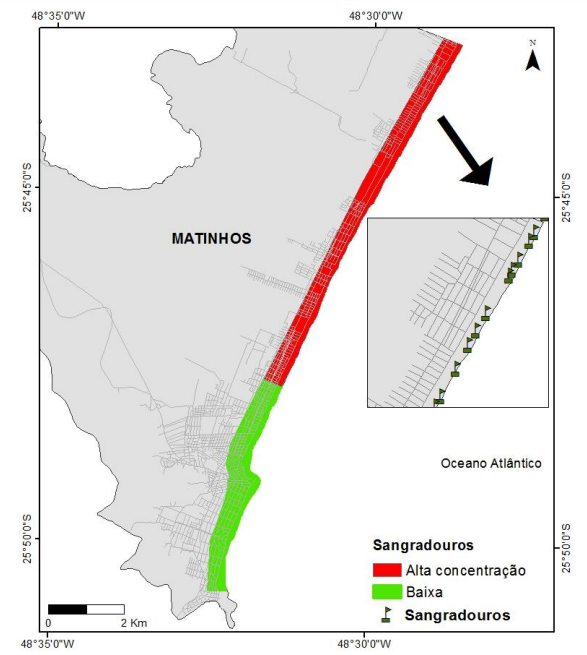 48°35'0"W
48°30'0"W
N
25°45'0"S
25°45'0"S
MATINHOS
Oceano Atlântico
25°50'0"S
25°50'0"S
Sangradouros
Alta concentração
Baixa
Sangradouros
0
2 Km
48°35'0"W
48°30'0"W